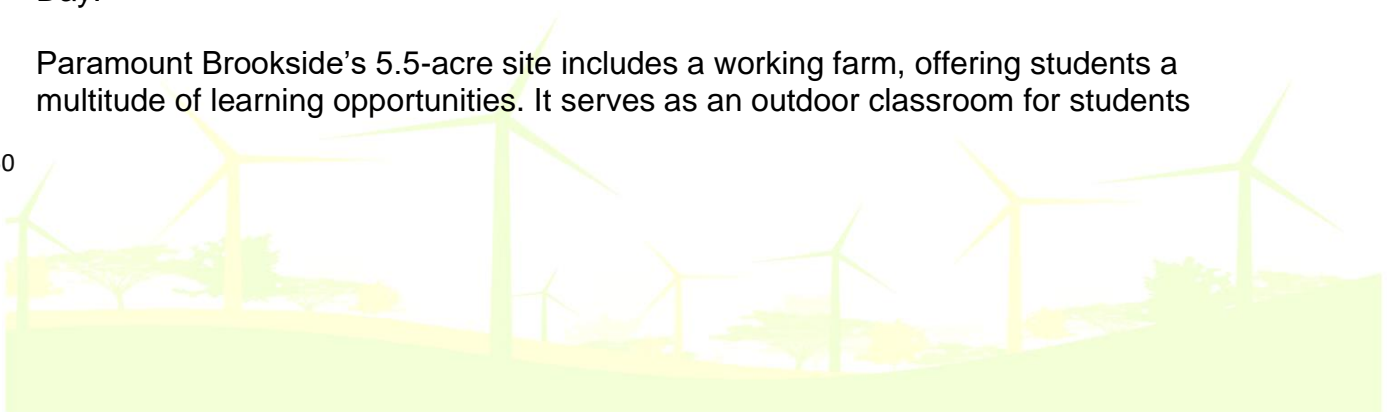 Paramount Brookside’s 5.5-acre site includes a working farm, offering students a
multitude of learning opportunities. It serves as an outdoor classroom for students